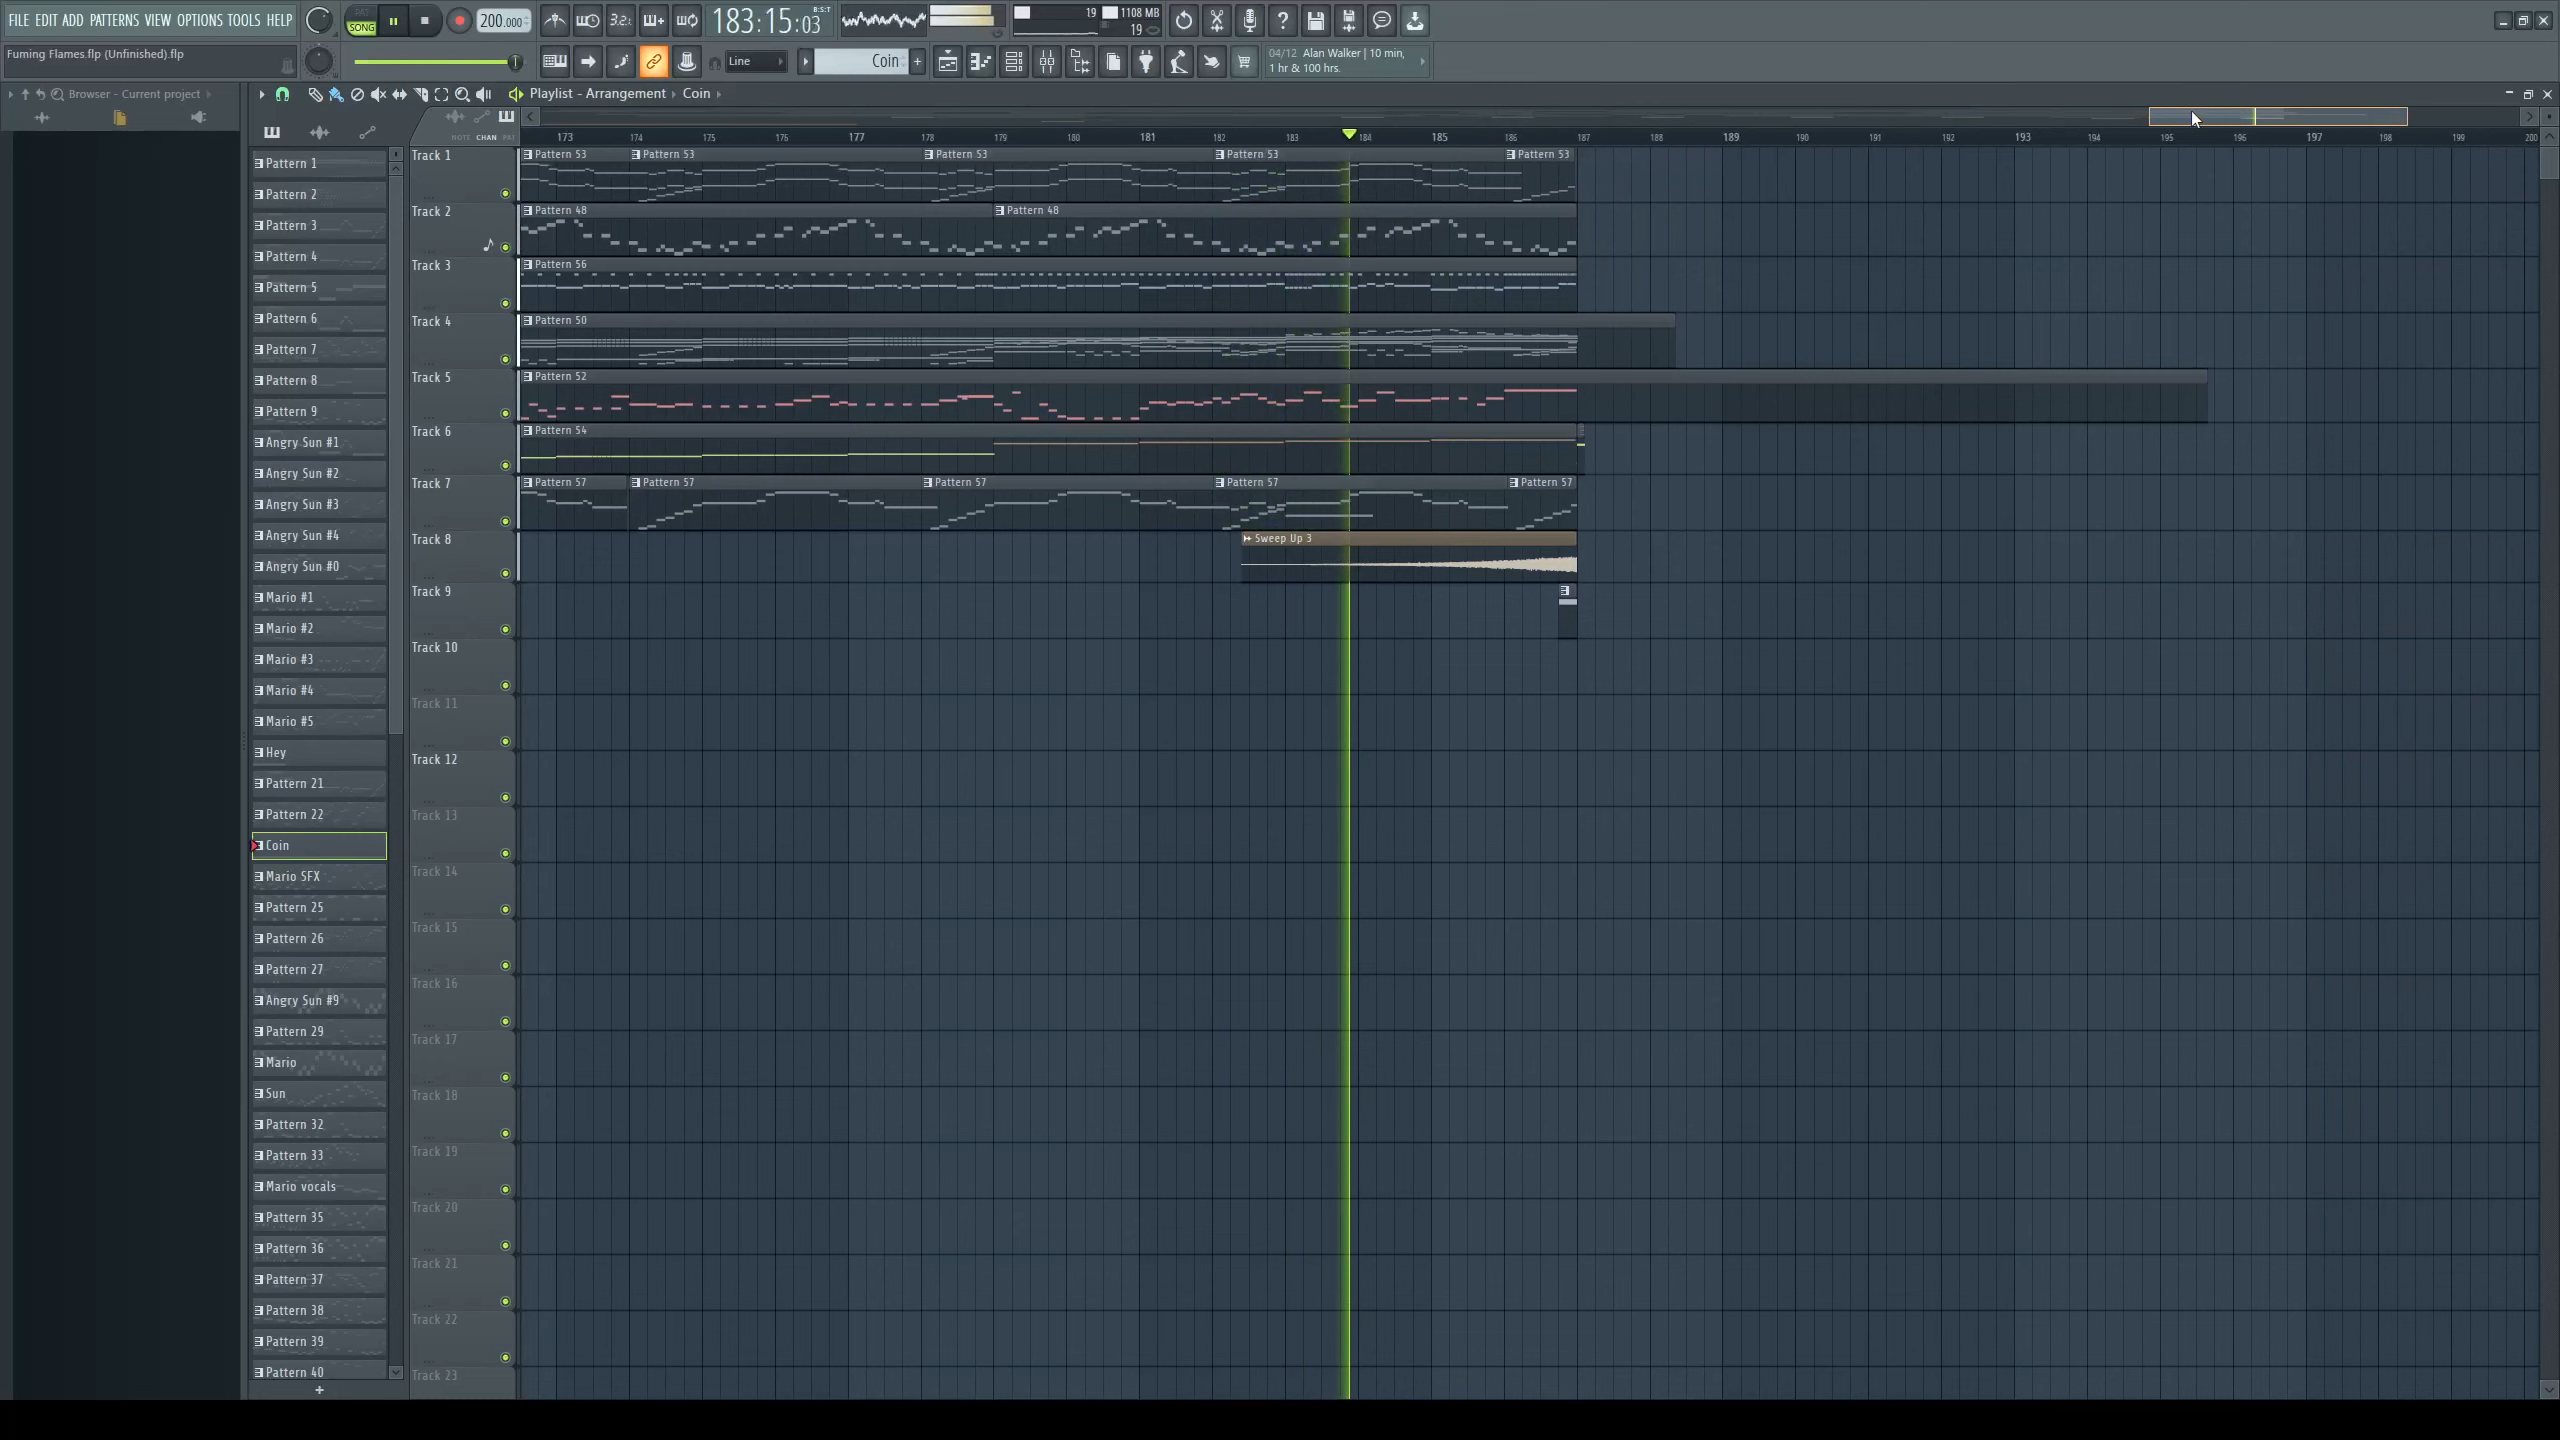 FILE EDIT ADD PATTERNS VIEW OPTIONS TOOLS HELP
PAT
SONG
200.000
3.2.
183:15:03
B:S:T
19
1108 MB
19
Fuming Flames.flp (Unfinished).flp
Line
Coin
04/12 Alan Walker | 10 min,
1 hr & 100 hrs.
Browser - Current project
Playlist - Arrangement
Coin
NOTE CHAN PAT
173 174 175 176 177 178 179 180 181 182 183 184 185 186 187 188 189 190 191 192 193 194 195 196 197 198 199 200
Pattern 1
Pattern 2
Pattern 3
Pattern 4
Pattern 5
Pattern 6
Pattern 7
Pattern 8
Pattern 9
Angry Sun #1
Angry Sun #2
Angry Sun #3
Angry Sun #4
Angry Sun #0
Mario #1
Mario #2
Mario #3
Mario #4
Mario #5
Hey
Pattern 21
Pattern 22
Coin
Mario SFX
Pattern 25
Pattern 26
Pattern 27
Angry Sun #9
Pattern 29
Mario
Sun
Pattern 32
Pattern 33
Mario vocals
Pattern 35
Pattern 36
Pattern 37
Pattern 38
Pattern 39
Pattern 40
Track 1
Pattern 53 Pattern 53 Pattern 53 Pattern 53 Pattern 53
Track 2
Pattern 48 Pattern 48
Track 3
Pattern 56
Track 4
Pattern 50
Track 5
Pattern 52
Track 6
Pattern 54
Track 7
Pattern 57 Pattern 57 Pattern 57 Pattern 57 Pattern 57
Track 8
Sweep Up 3
Track 9
Track 10
Track 11
Track 12
Track 13
Track 14
Track 15
Track 16
Track 17
Track 18
Track 19
Track 20
Track 21
Track 22
Track 23